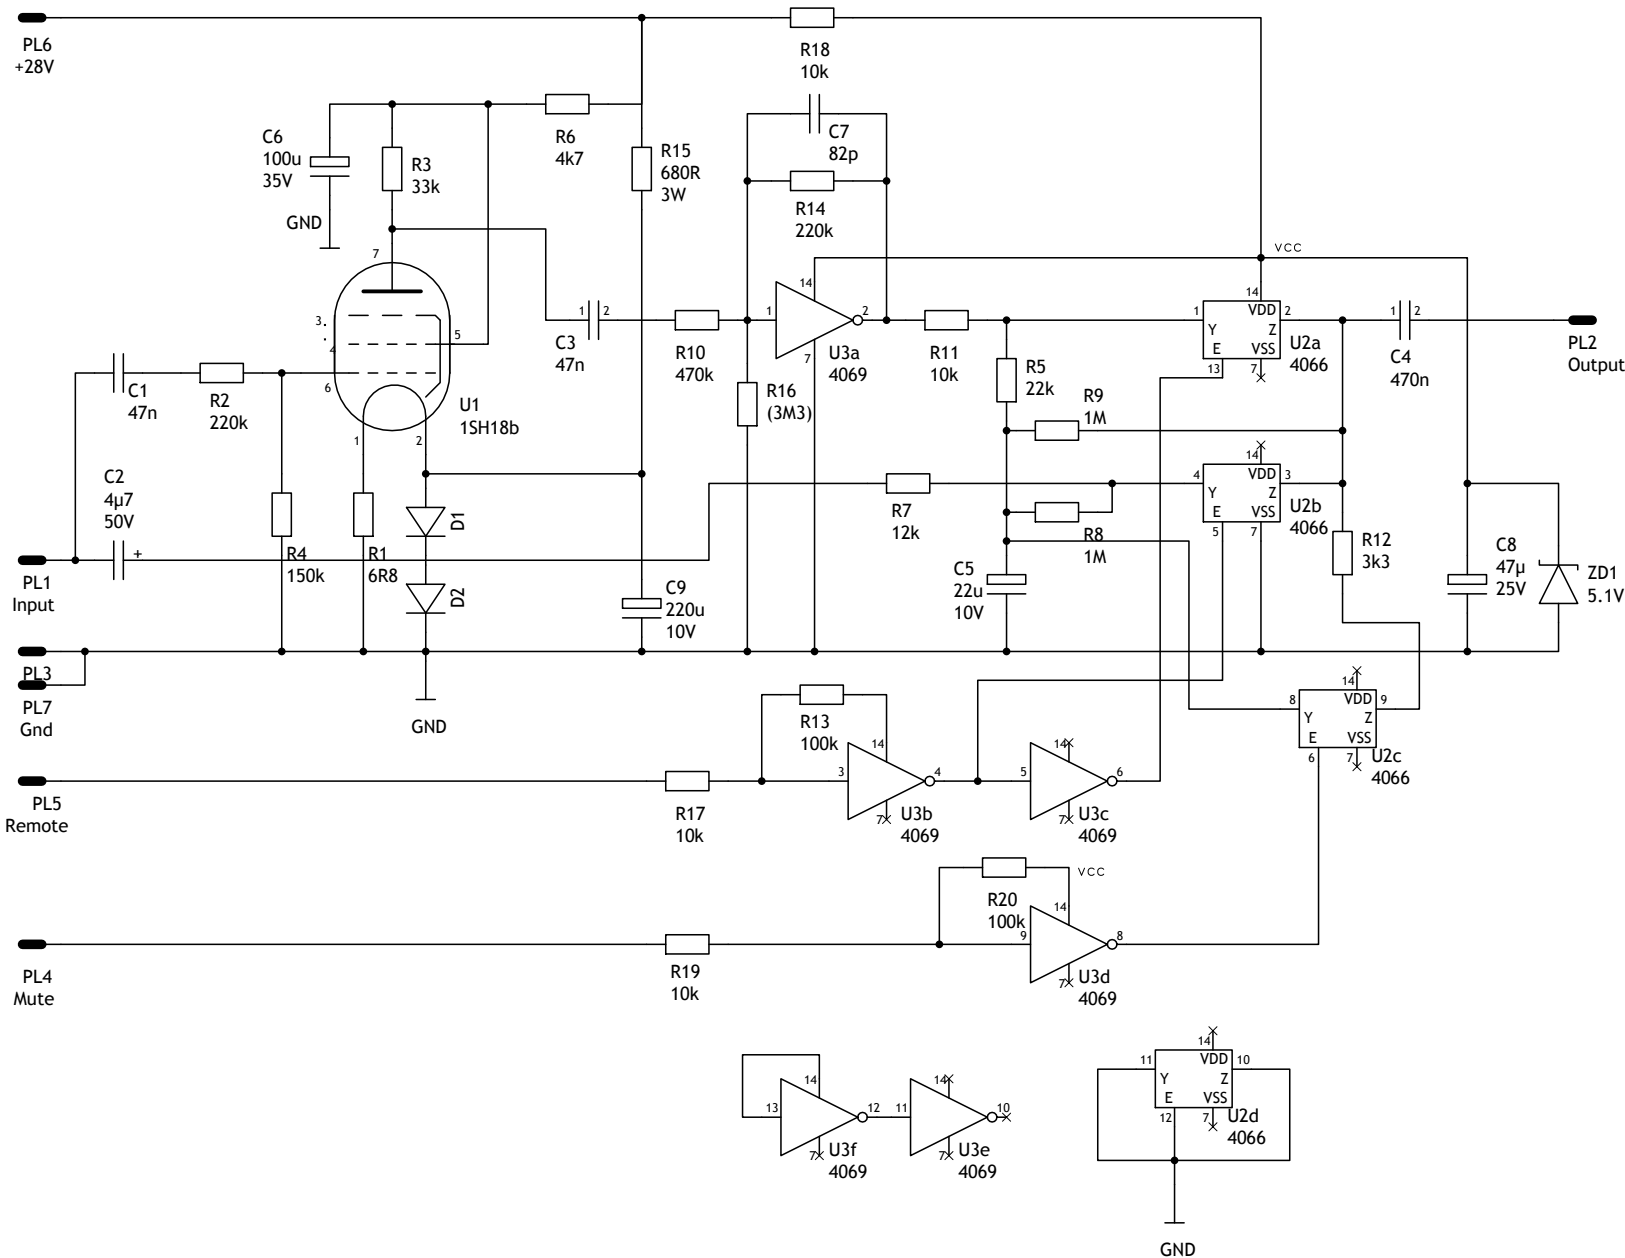 PL6
+28V
R18
10k
C6
100u
35V
R3
33k
R6
4k7
R15
680R
3W
C7
82p
R14
220k
GND
VCC
7
3
4
5
6
1
2
U1
1SH18b
C1
47n
R2
220k
1
2
C3
47n
R10
470k
1
14
2
7
U3a
4069
R16
(3M3)
R11
10k
R5
22k
1
14
2
VDD
Y
Z
E
VSS
13
7
U2a
4066
1
2
C4
470n
PL2
Output
R9
1M
C2
4µ7
50V
+
PL1
Input
R4
150k
R1
6R8
D1
D2
C9
220u
10V
R7
12k
R8
1M
4
14
3
VDD
Y
Z
E
VSS
5
7
U2b
4066
R12
3k3
C5
22u
10V
C8
47µ
25V
ZD1
5.1V
PL3
PL7
Gnd
GND
R13
100k
8
14
9
VDD
Y
Z
E
VSS
6
7
U2c
4066
PL5
Remote
R17
10k
3
14
4
7
U3b
4069
5
14
6
7
U3c
4069
VCC
R20
100k
PL4
Mute
R19
10k
9
14
8
7
U3d
4069
13
14
12
7
U3f
4069
11
14
10
7
U3e
4069
11
14
10
VDD
Y
Z
E
VSS
12
7
U2d
4066
GND